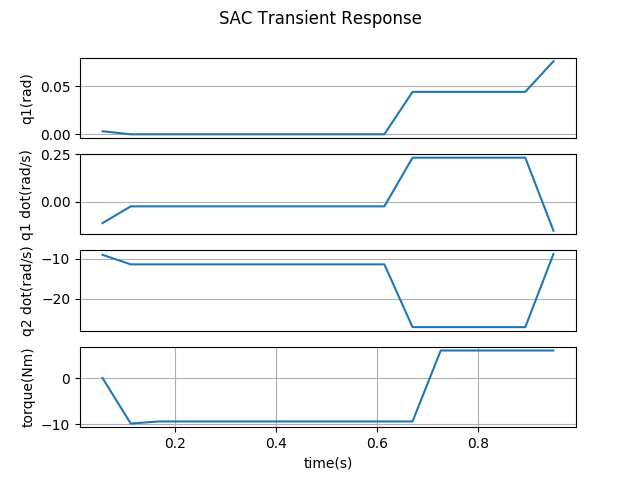 SAC Transient Response
q1(rad)
0.05
0.00
q1 dot(rad/s)
0.25
0.00
q2 dot(rad/s)
−10
−20
torque(Nm)
0
−10
0.2 0.4 0.6 0.8
time(s)